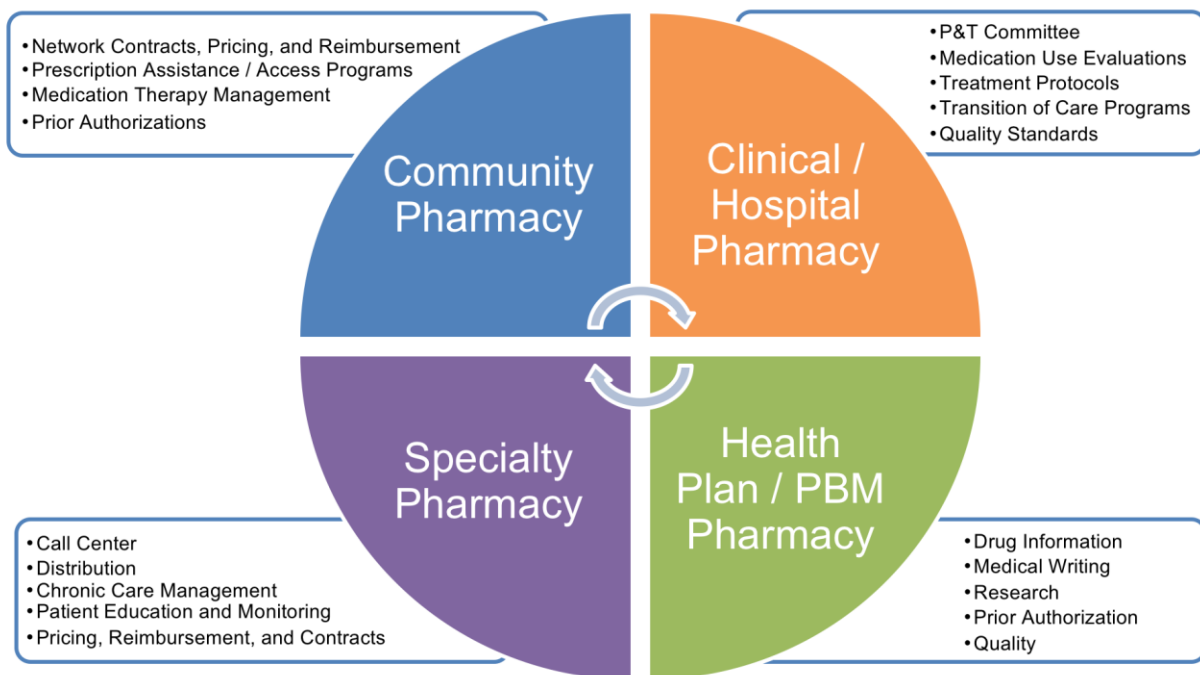 •Network Contracts, Pricing, and Reimbursement
•Prescription Assistance / Access Programs
•Medication Therapy Management
•Prior Authorizations
•P&T Committee
•Medication Use Evaluations
•Treatment Protocols
•Transition of Care Programs
•Quality Standards
Community
Pharmacy
Clinical /
Hospital
Pharmacy
Specialty
Pharmacy
Health
Plan / PBM
Pharmacy
•Call Center
•Distribution
•Chronic Care Management
•Patient Education and Monitoring
•Pricing, Reimbursement, and Contracts
•Drug Information
•Medical Writing
•Research
•Prior Authorization
•Quality